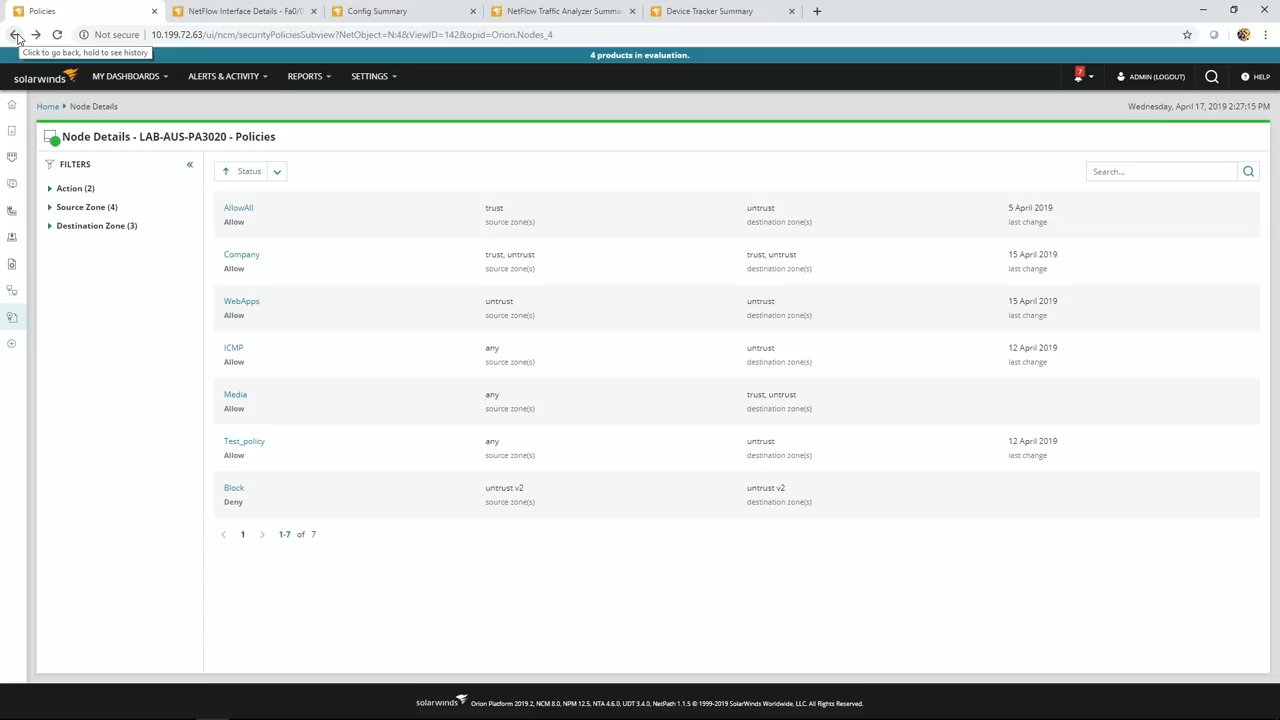 Policies
NetFlow Interface Details - Fa0/0
Config Summary
NetFlow Traffic Analyzer Summa
Device Tracker Summary
Not secure
10.199.72.63/ui/ncm/securityPoliciesSubview?NetObject=N:4&ViewID=142&opid=Orion.Nodes_4
Click to go back, hold to see history
4 products in evaluation.
solarwinds
MY DASHBOARDS
ALERTS & ACTIVITY
REPORTS
SETTINGS
7
ADMIN (LOGOUT)
HELP
Home
Node Details
Wednesday, April 17, 2019 2:27:15 PM
Node Details - LAB-AUS-PA3020 - Policies
FILTERS
Action (2)
Source Zone (4)
Destination Zone (3)
Status
Search...
AllowAll trust untrust 5 April 2019
Allow source zone(s) destination zone(s) last change
Company trust, untrust trust, untrust 15 April 2019
Allow source zone(s) destination zone(s) last change
WebApps untrust untrust 15 April 2019
Allow source zone(s) destination zone(s) last change
ICMP any untrust 12 April 2019
Allow source zone(s) destination zone(s) last change
Media any trust, untrust
Allow source zone(s) destination zone(s)
Test_policy any untrust 12 April 2019
Allow source zone(s) destination zone(s) last change
Block untrust v2 untrust v2
Deny source zone(s) destination zone(s)
1 1-7 of 7
solarwinds Orion Platform 2019.2, NCM 8.0, NPM 12.5, NTA 4.6.0, UDT 3.4.0, NetPath 1.1.5 © 1999-2019 SolarWinds Worldwide, LLC. All Rights Reserved.